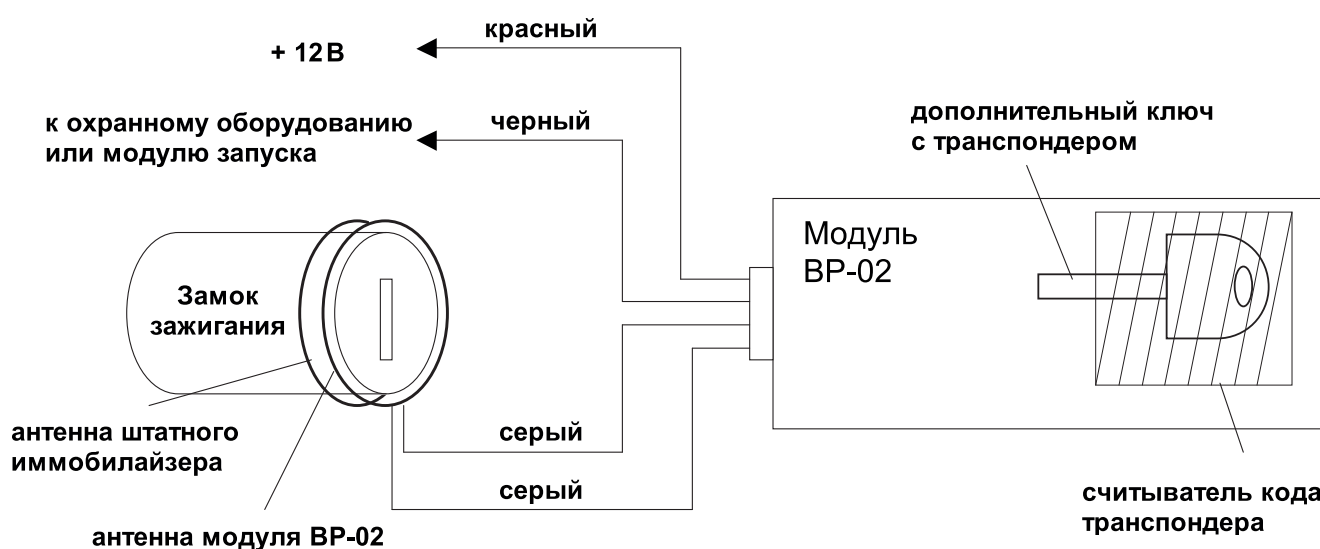 красный
+ 12В
черный
к охранному оборудованию
или модулю запуска
дополнительный ключ
с транспондером
Модуль
ВР-02
Замок
зажигания
антенна штатного
иммобилайзера
серый
серый
антенна модуля ВР-02
считыватель кода
транспондера